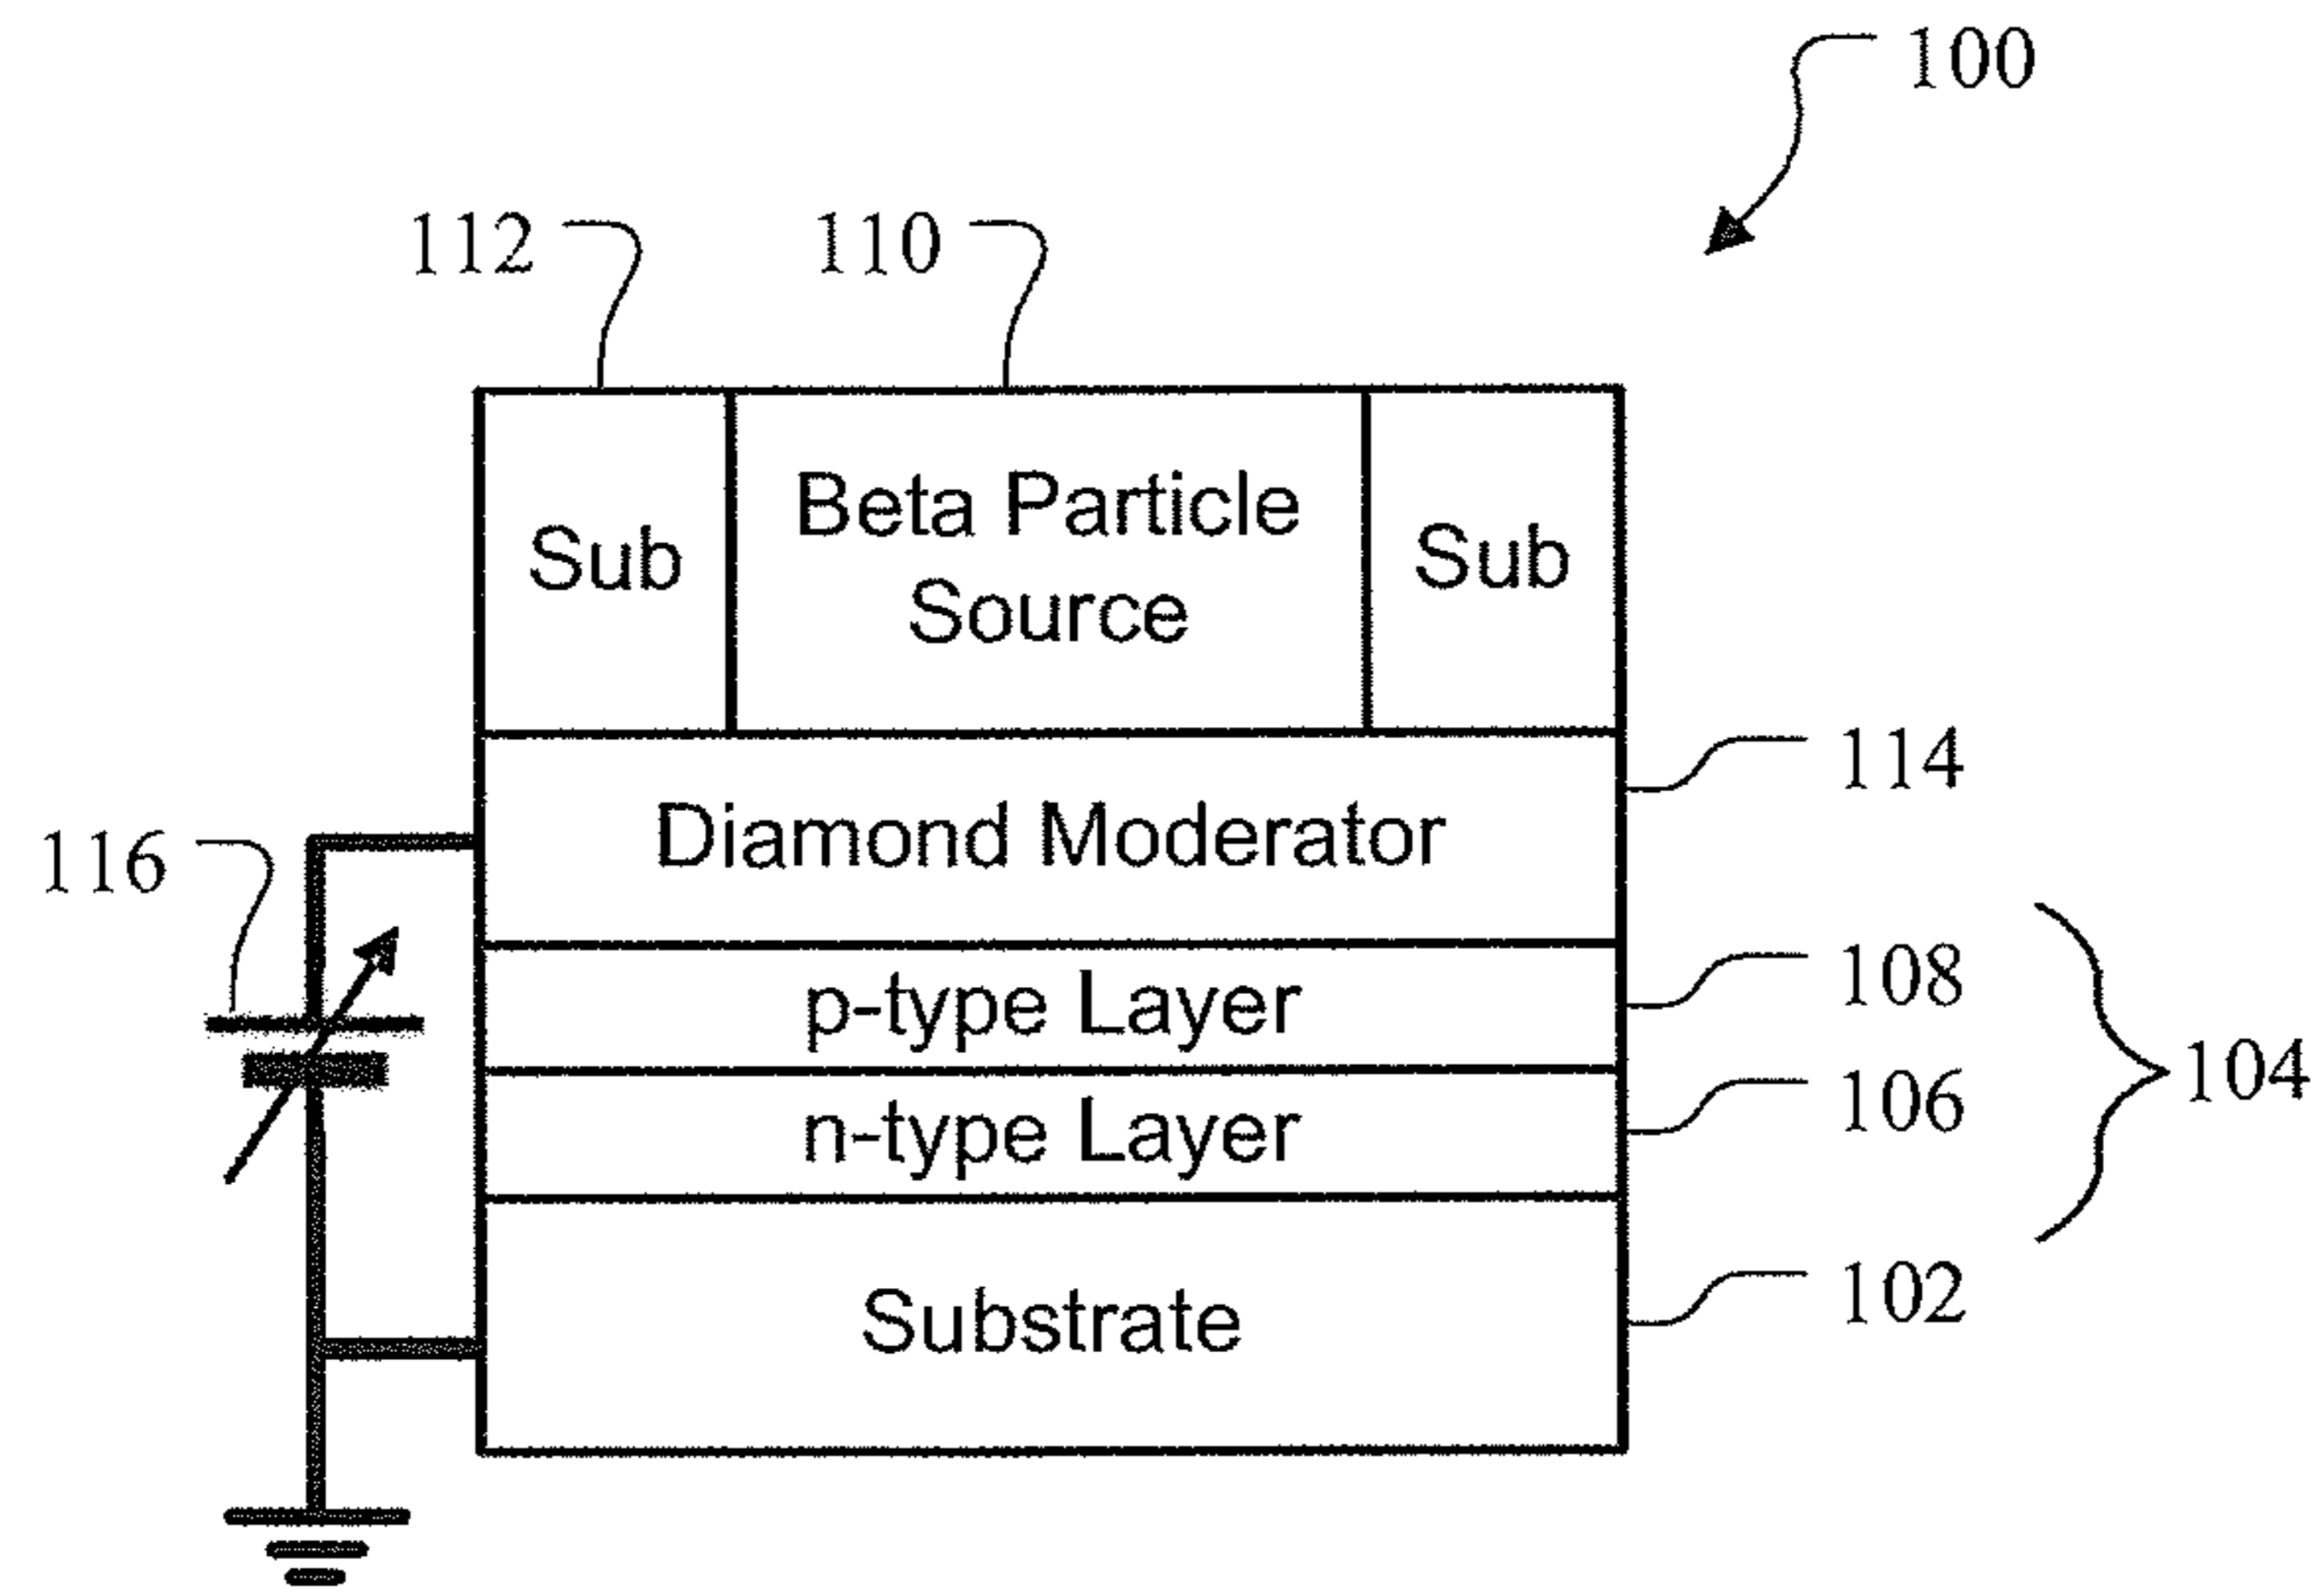 100
112
110
Sub
Beta Particle
Source
Sub
114
Diamond Moderator
116
108
p-type Layer
104
106
n-type Layer
102
Substrate